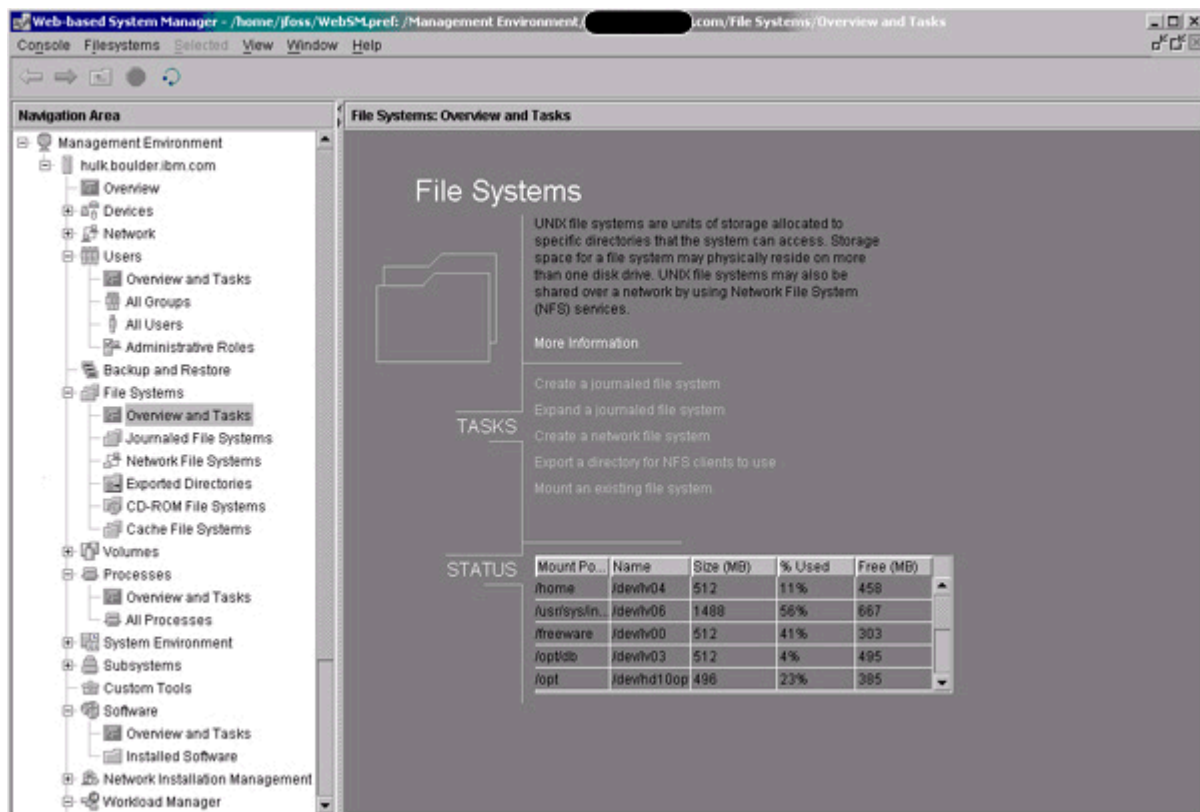 Web-based System Manager - /home/jfoss/WebSM.pref: /Management Environment/ .com/File Systems/Overview and Tasks
Console Filesystems Selected View Window Help
Navigation Area
File Systems: Overview and Tasks
Management Environment
hulk.boulder.ibm.com
Overview
Devices
Network
Users
Overview and Tasks
All Groups
All Users
Administrative Roles
Backup and Restore
File Systems
Overview and Tasks
Journaled File Systems
Network File Systems
Exported Directories
CD-ROM File Systems
Cache File Systems
Volumes
Processes
Overview and Tasks
All Processes
System Environment
Subsystems
Custom Tools
Software
Overview and Tasks
Installed Software
Network Installation Management
Workload Manager
File Systems
UNIX file systems are units of storage allocated to
specific directories that the system can access. Storage
space for a file system may physically reside on more
than one disk drive. UNIX file systems may also be
shared over a network by using Network File System
(NFS) services.
More Information
TASKS
Create a journaled file system
Expand a journaled file system
Create a network file system
Export a directory for NFS clients to use
Mount an existing file system.
STATUS
Mount Po... Name Size (MB) % Used Free (MB)
/home /dev/lv04 512 11% 458
/usr/sys/in... /dev/lv06 1488 56% 667
/freeware /dev/lv00 512 41% 303
/opt/db /dev/lv03 512 4% 495
/opt /dev/hd10op 496 23% 385